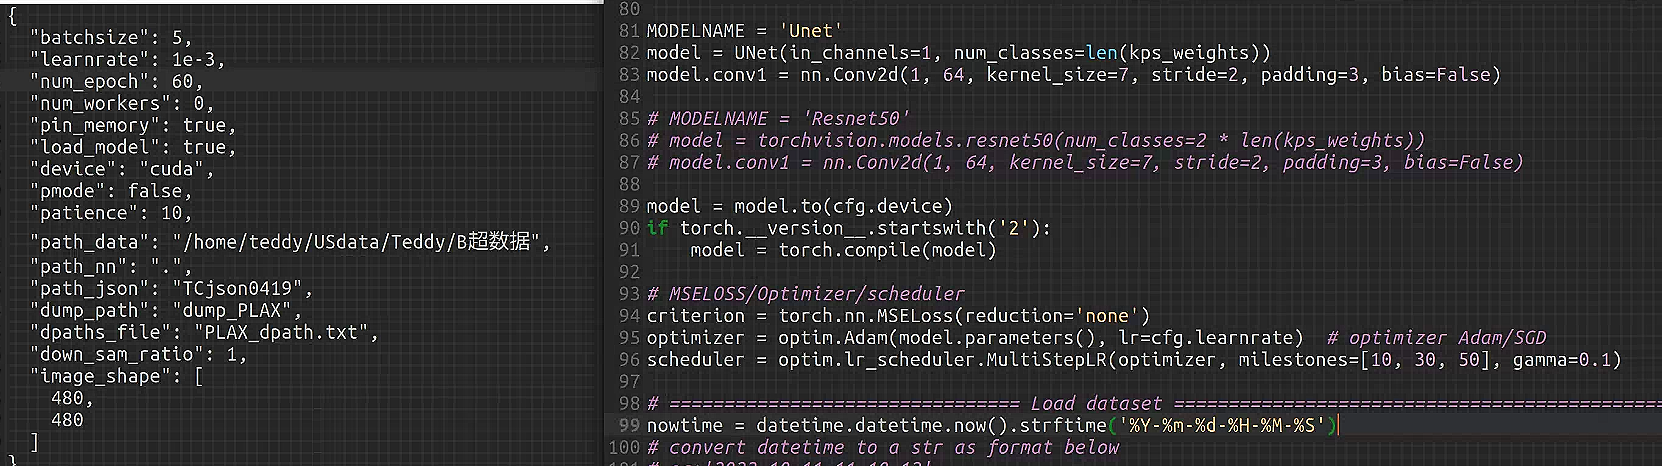 {
"batchsize": 5,
"learnrate": 1e-3,
"num_epoch": 60,
"num_workers": 0,
"pin_memory": true,
"load_model": true,
"device": "cuda",
"pmode": false,
"patience": 10,
"path_data": "/home/teddy/USdata/Teddy/B超数据",
"path_nn": ".",
"path_json": "TCjson0419",
"dump_path": "dump_PLAX",
"dpaths_file": "PLAX_dpath.txt",
"down_sam_ratio": 1,
"image_shape": [
480,
480
]
}
80
81 MODELNAME = 'Unet'
82 model = UNet(in_channels=1, num_classes=len(kps_weights))
83 model.conv1 = nn.Conv2d(1, 64, kernel_size=7, stride=2, padding=3, bias=False)
84
85 # MODELNAME = 'Resnet50'
86 # model = torchvision.models.resnet50(num_classes=2 * len(kps_weights))
87 # model.conv1 = nn.Conv2d(1, 64, kernel_size=7, stride=2, padding=3, bias=False)
88
89 model = model.to(cfg.device)
90 if torch.__version__.startswith('2'):
91 model = torch.compile(model)
92
93 # MSELOSS/Optimizer/scheduler
94 criterion = torch.nn.MSELoss(reduction='none')
95 optimizer = optim.Adam(model.parameters(), lr=cfg.learnrate) # optimizer Adam/SGD
96 scheduler = optim.lr_scheduler.MultiStepLR(optimizer, milestones=[10, 30, 50], gamma=0.1)
97
98 # ================================ Load dataset =============================================
99 nowtime = datetime.datetime.now().strftime('%Y-%m-%d-%H-%M-%S')
100 # convert datetime to a str as format below